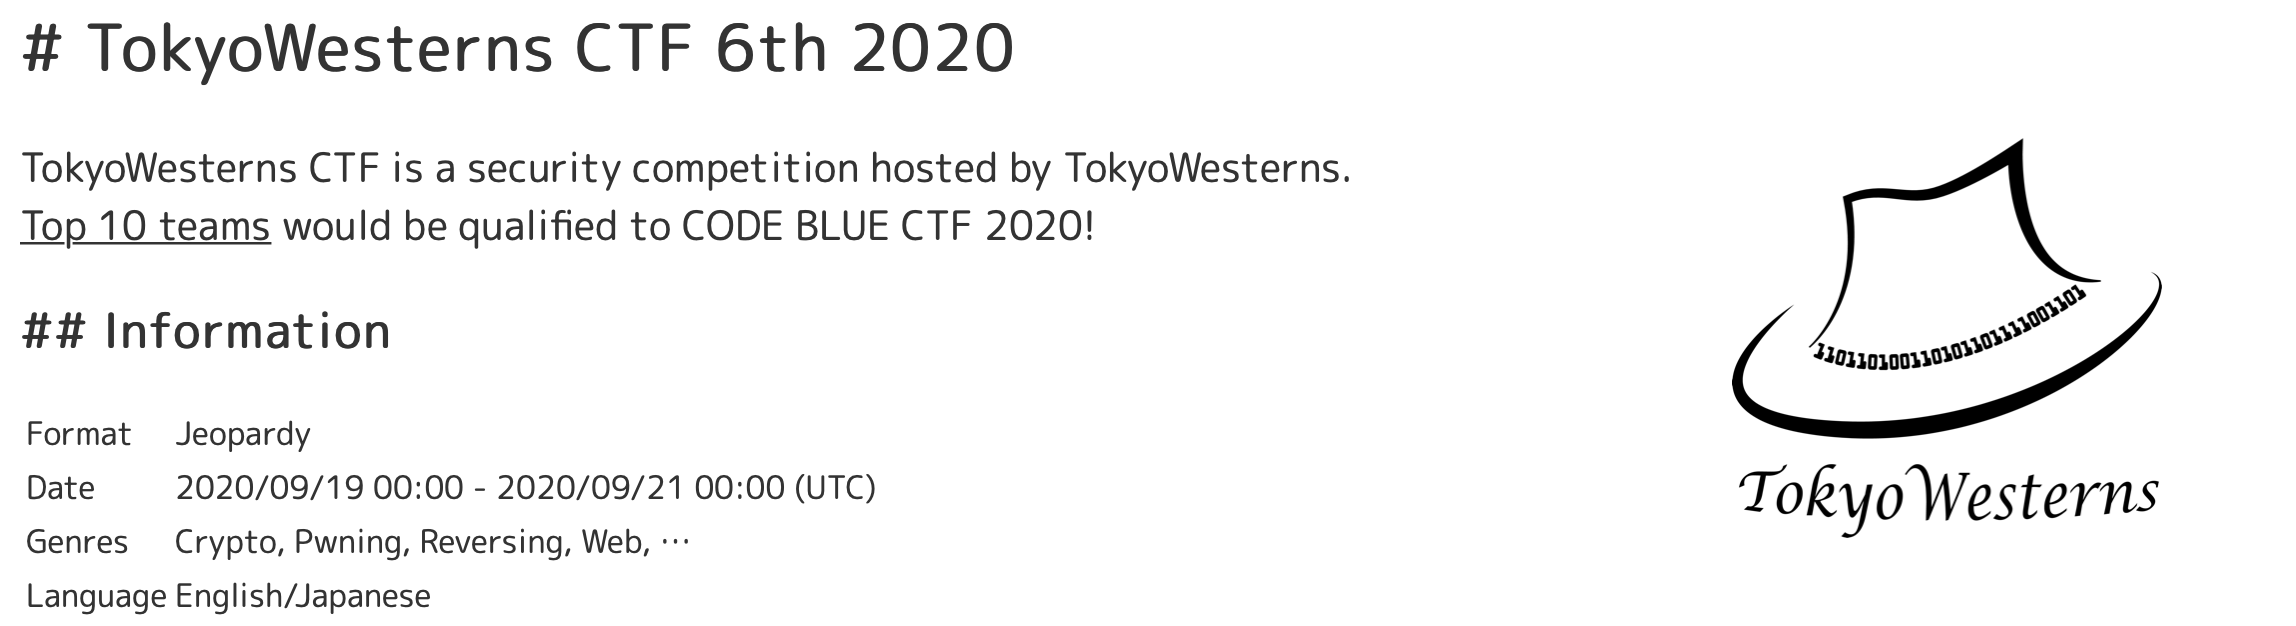 # TokyoWesterns CTF 6th 2020
TokyoWesterns CTF is a security competition hosted by TokyoWesterns.
Top 10 teams would be qualified to CODE BLUE CTF 2020!
## Information
Format Jeopardy
Date 2020/09/19 00:00 - 2020/09/21 00:00 (UTC)
Genres Crypto, Pwning, Reversing, Web, ⋯
Language English/Japanese
TokyoWesterns